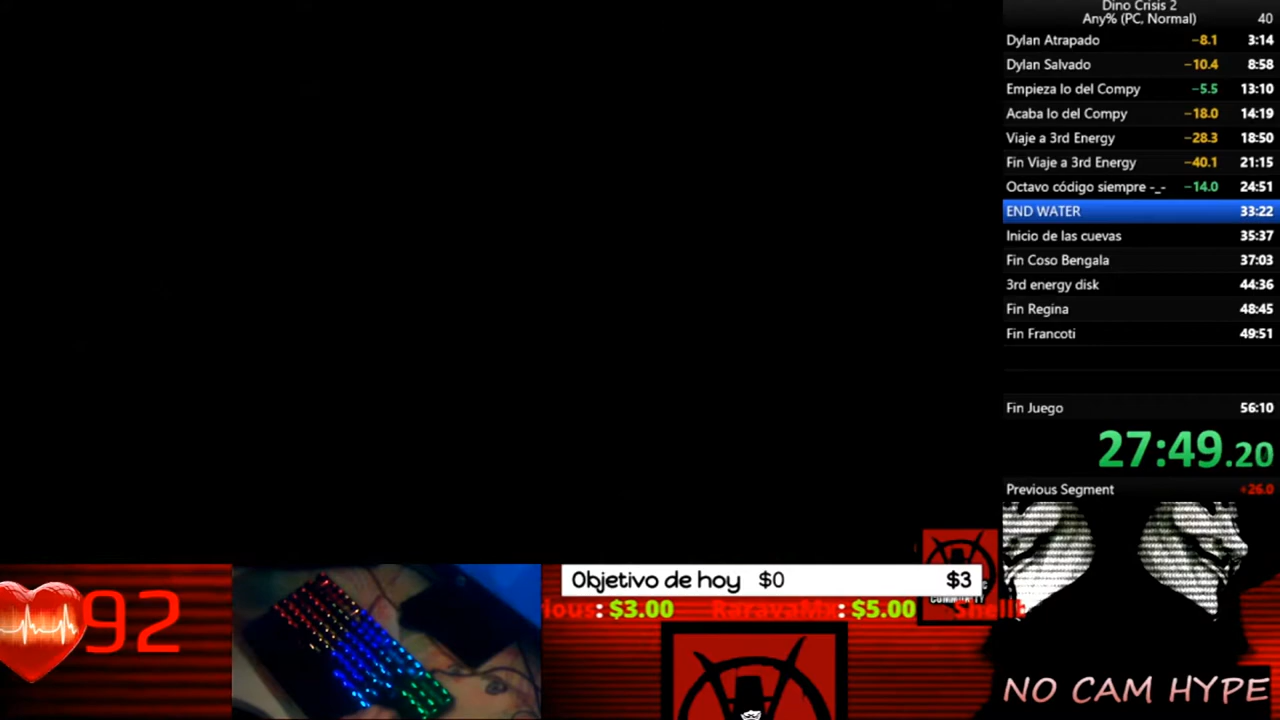 Dino Crisis 2
Any% (PC, Normal) 40
Dylan Atrapado −8.1 3:14
Dylan Salvado −10.4 8:58
Empieza lo del Compy −5.5 13:10
Acaba lo del Compy −18.0 14:19
Viaje a 3rd Energy −28.3 18:50
Fin Viaje a 3rd Energy −40.1 21:15
Octavo código siempre -_- −14.0 24:51
END WATER 33:22
Inicio de las cuevas 35:37
Fin Coso Bengala 37:03
3rd energy disk 44:36
Fin Regina 48:45
Fin Francoti 49:51
Fin Juego 56:10
27:49.20
Previous Segment +26.0
Objetivo de hoy $0 $3
COMMUNITY
ious: $3.00 RarayaMx: $5.00
92
NO CAM HYPE